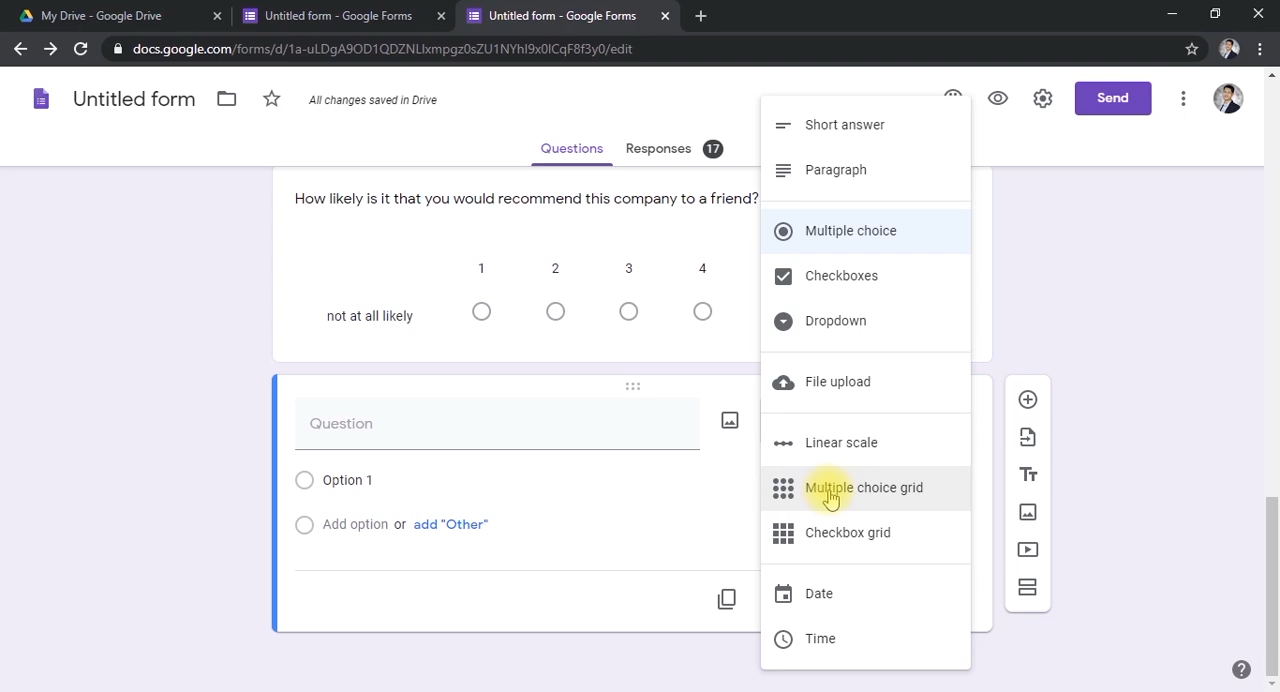 My Drive - Google Drive
Untitled form - Google Forms
Untitled form - Google Forms
docs.google.com/forms/d/1a-uLDgA9OD1QDZNLlxmpgz0sZU1NYhl9x0lCqF8f3y0/edit
Untitled form
All changes saved in Drive
Send
Questions
Responses 17
How likely is it that you would recommend this company to a friend?
1 2 3 4
not at all likely
Question
Option 1
Add option or add "Other"
Short answer
Paragraph
Multiple choice
Checkboxes
Dropdown
File upload
Linear scale
Multiple choice grid
Checkbox grid
Date
Time